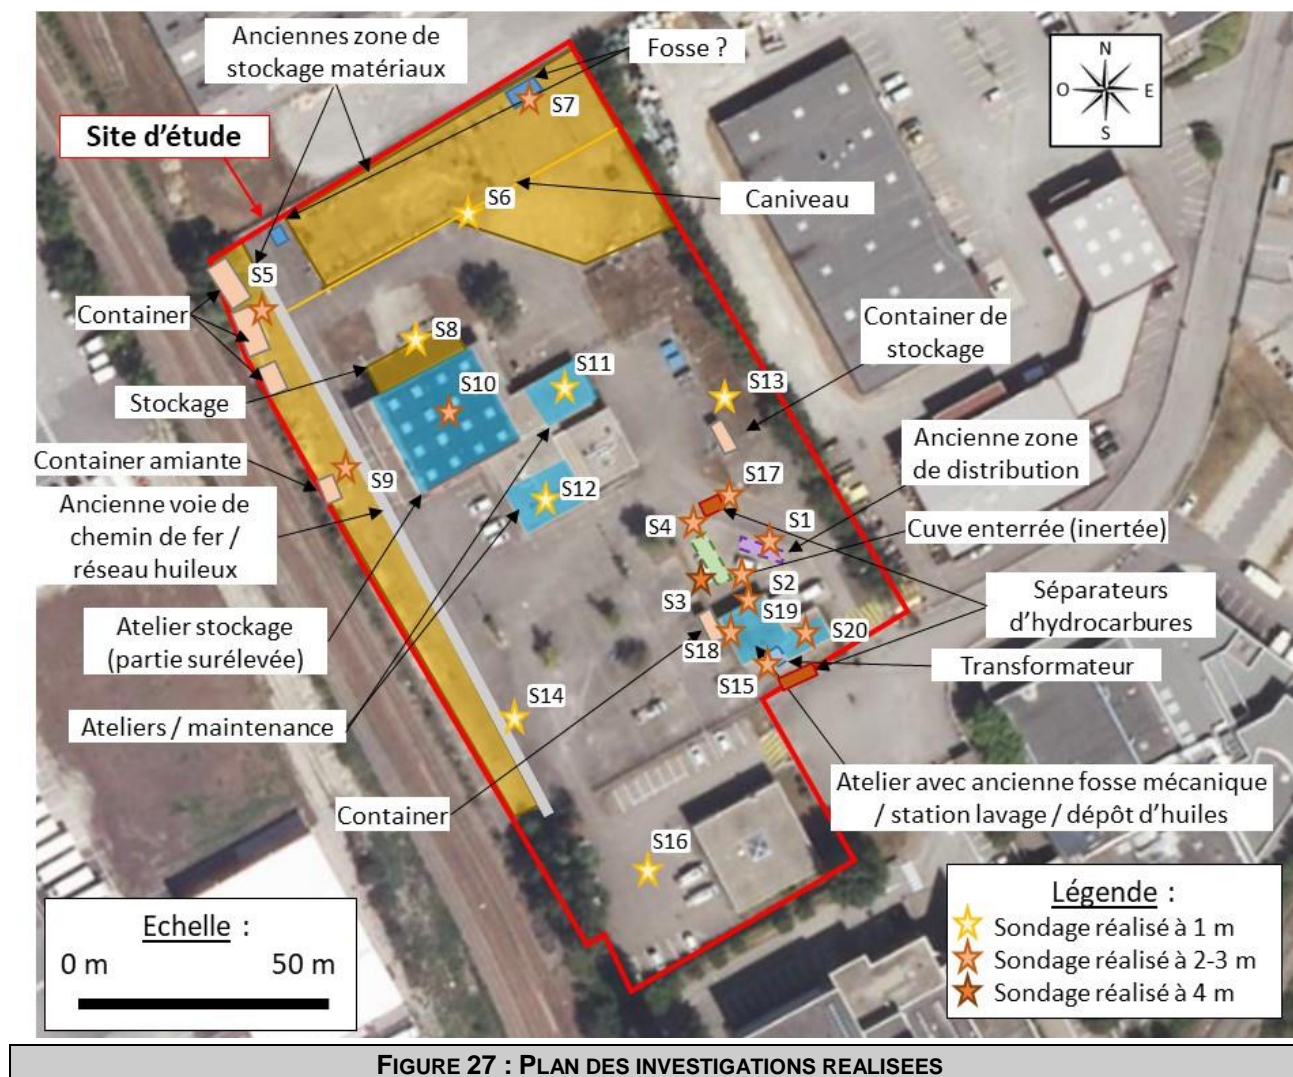 Anciennes zone de
stockage matériaux
Fosse ?
N
O
E
S
S7
Site d'étude
S6
Caniveau
S5
Container
S8
Container de
stockage
S11
S10
S13
Stockage
Ancienne zone
de distribution
Container amiante
S9
S12
S17
Ancienne voie de
chemin de fer /
réseau huileux
S4
S1
Cuve enterrée (inertée)
S3
S2
S19
Séparateurs
d'hydrocarbures
Atelier stockage
(partie surélevée)
S18
S20
Transformateur
S15
S14
Ateliers / maintenance
Atelier avec ancienne fosse mécanique
/ station lavage / dépôt d'huiles
Container
S16
Echelle :
0 m
50 m
Légende :
Sondage réalisé à 1 m
Sondage réalisé à 2-3 m
Sondage réalisé à 4 m
FIGURE 27 : PLAN DES INVESTIGATIONS REALISEES